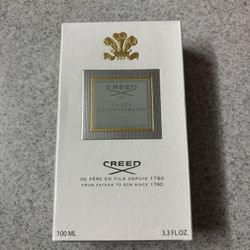 CREED
SILVER
MOUNTAIN WATER
CREED
DE PÈRE EN FILS DEPUIS 1760
FROM FATHER TO SON SINCE 1760
100 ML 3.3 FL.OZ.